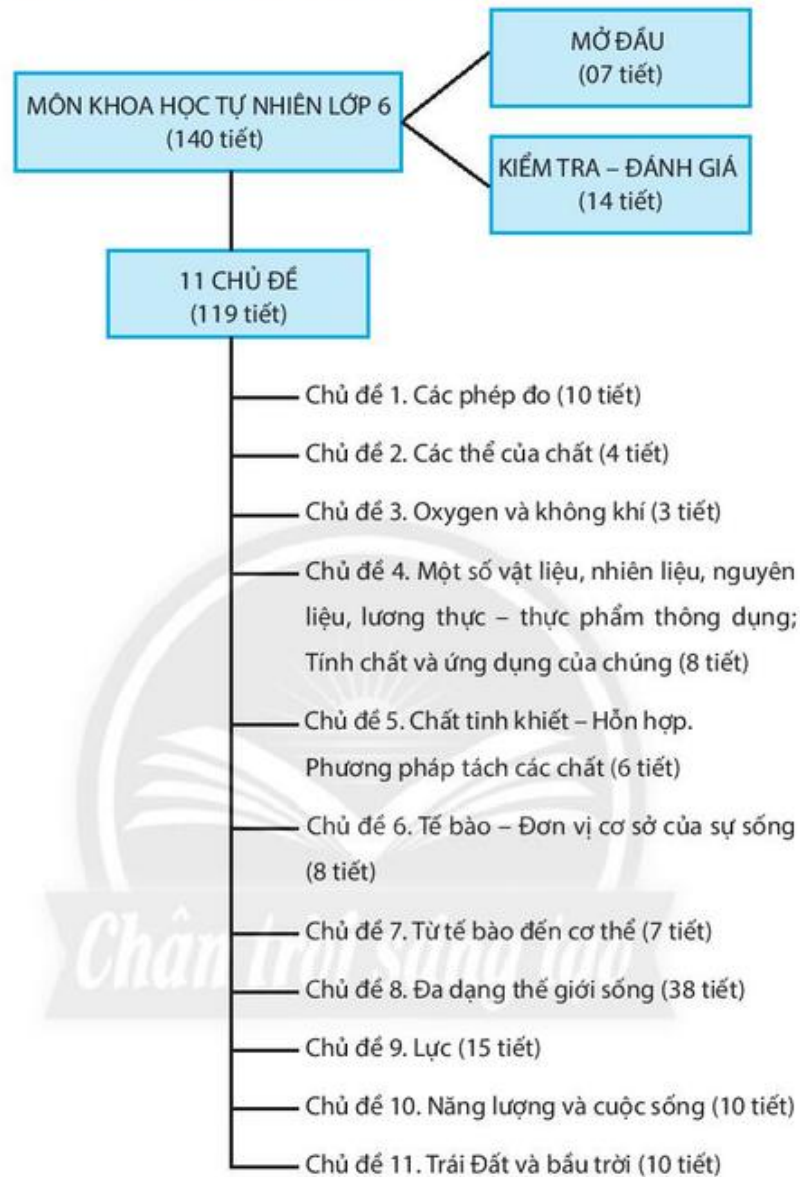 MÔN KHOA HỌC TỰ NHIÊN LỚP 6
(140 tiết)
MỞ ĐẦU
(07 tiết)
KIỂM TRA – ĐÁNH GIÁ
(14 tiết)
11 CHỦ ĐỀ
(119 tiết)
Chủ đề 1. Các phép đo (10 tiết)
Chủ đề 2. Các thể của chất (4 tiết)
Chủ đề 3. Oxygen và không khí (3 tiết)
Chủ đề 4. Một số vật liệu, nhiên liệu, nguyên
liệu, lương thực – thực phẩm thông dụng;
Tính chất và ứng dụng của chúng (8 tiết)
Chủ đề 5. Chất tinh khiết – Hỗn hợp.
Phương pháp tách các chất (6 tiết)
Chủ đề 6. Tế bào – Đơn vị cơ sở của sự sống
(8 tiết)
Chủ đề 7. Từ tế bào đến cơ thể (7 tiết)
Chủ đề 8. Đa dạng thế giới sống (38 tiết)
Chủ đề 9. Lực (15 tiết)
Chủ đề 10. Năng lượng và cuộc sống (10 tiết)
Chủ đề 11. Trái Đất và bầu trời (10 tiết)
Chân trời sáng tạo